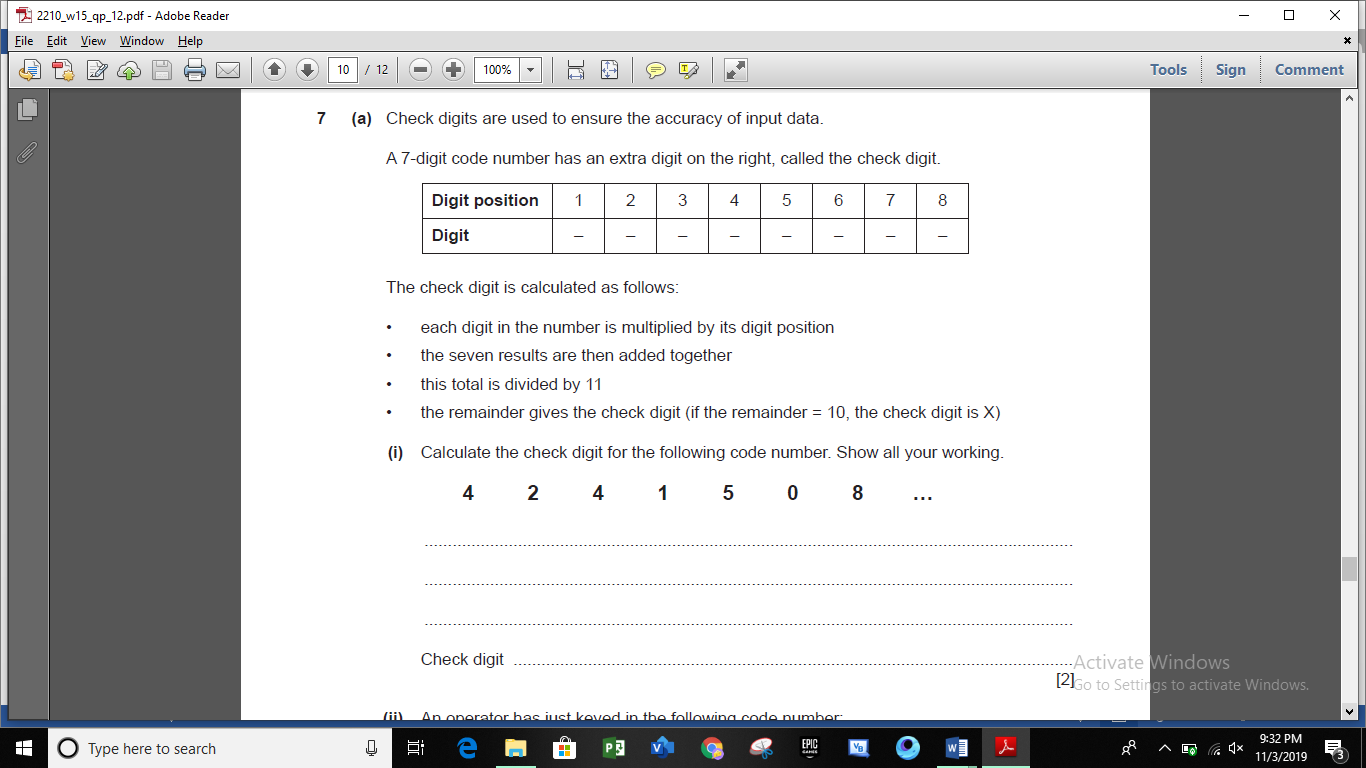 2210_w15_qp_12.pdf - Adobe Reader
File Edit View Window Help
10 / 12 100% Tools Sign Comment
7 (a) Check digits are used to ensure the accuracy of input data.
A 7-digit code number has an extra digit on the right, called the check digit.
Digit position 1 2 3 4 5 6 7 8
Digit – – – – – – – –
The check digit is calculated as follows:
• each digit in the number is multiplied by its digit position
• the seven results are then added together
• this total is divided by 11
• the remainder gives the check digit (if the remainder = 10, the check digit is X)
(i) Calculate the check digit for the following code number. Show all your working.
4 2 4 1 5 0 8 ...
Check digit
[2]
Activate Windows
Go to Settings to activate Windows.
(ii) An operator has just keyed in the following code number:
Type here to search
EPIC GAMES
9:32 PM
11/3/2019
3